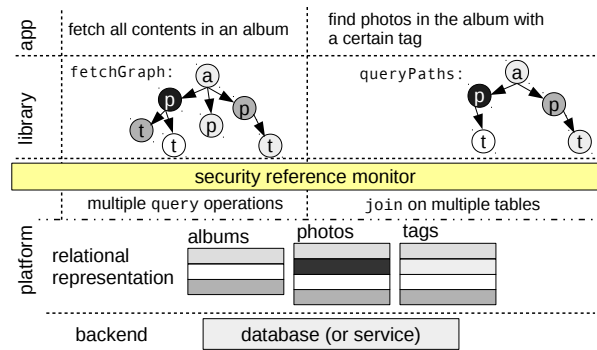 app
fetch all contents in an album
find photos in the album with
a certain tag
library
fetchGraph:
a
p
p
t
p
t
t
queryPaths:
a
p
p
t
t
security reference monitor
multiple query operations
join on multiple tables
platform
relational
representation
albums
photos
tags
backend
database (or service)